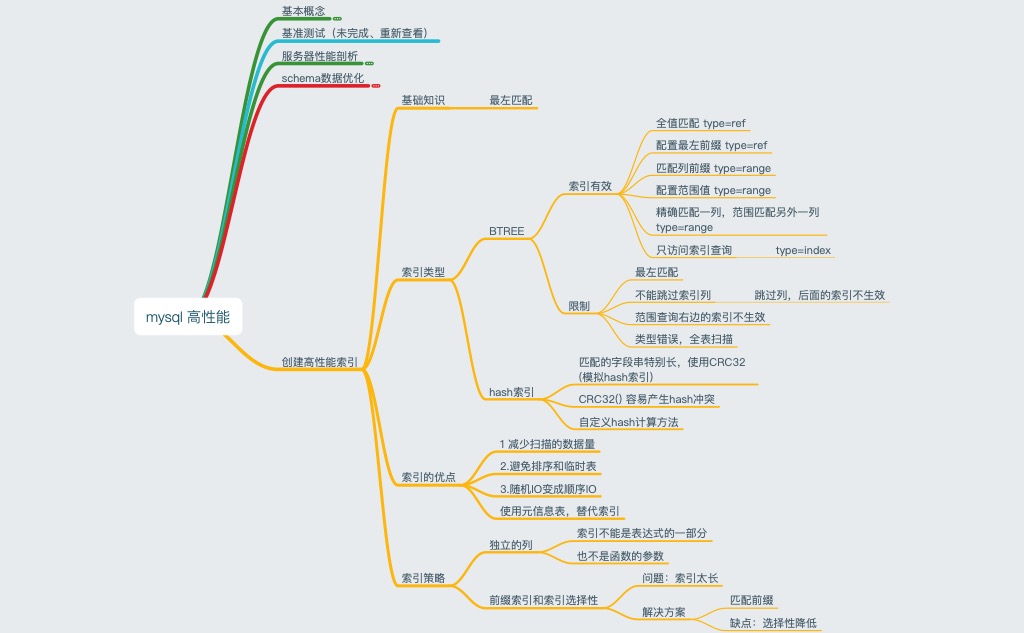 基本概念
基准测试（未完成、重新查看）
服务器性能剖析
schema数据优化
基础知识
最左匹配
全值匹配 type=ref
配置最左前缀 type=ref
匹配列前缀 type=range
索引有效
配置范围值 type=range
精确匹配一列，范围匹配另外一列
type=range
BTREE
只访问索引查询
type=index
索引类型
最左匹配
不能跳过索引列
跳过列，后面的索引不生效
限制
范围查询右边的索引不生效
mysql 高性能
类型错误，全表扫描
创建高性能索引
匹配的字段串特别长，使用CRC32
(模拟hash索引）
hash索引
CRC32() 容易产生hash冲突
自定义hash计算方法
1 减少扫描的数据量
2.避免排序和临时表
索引的优点
3.随机IO变成顺序IO
使用元信息表，替代索引
索引不能是表达式的一部分
独立的列
也不是函数的参数
索引策略
问题：索引太长
前缀索引和索引选择性
匹配前缀
解决方案
缺点：选择性降低